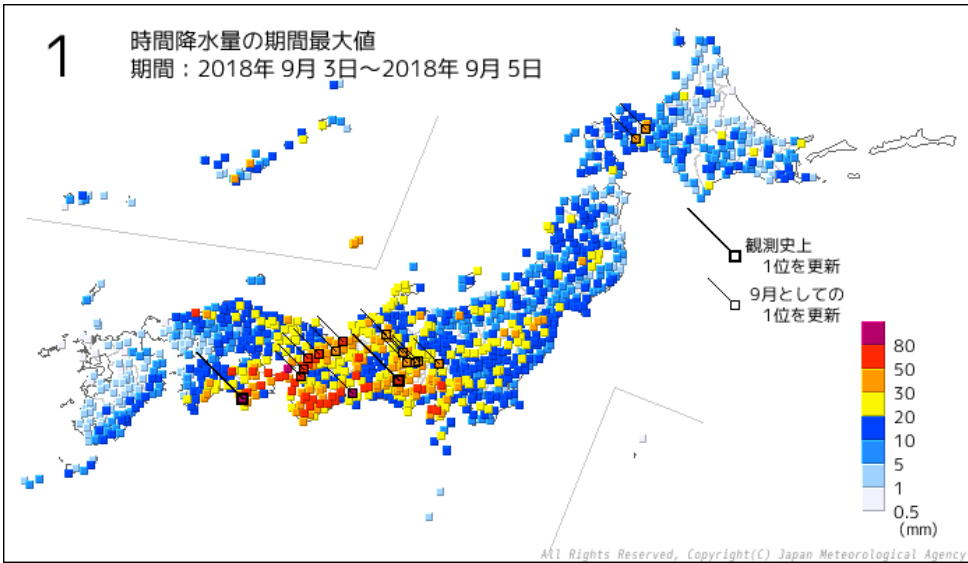 1
時間降水量の期間最大値
期間：2018年 9月 3日～2018年 9月 5日
観測史上
1位を更新
9月としての
1位を更新
80
50
30
20
10
5
1
0.5
(mm)
All Rights Reserved, Copyright(C) Japan Meteorological Agency